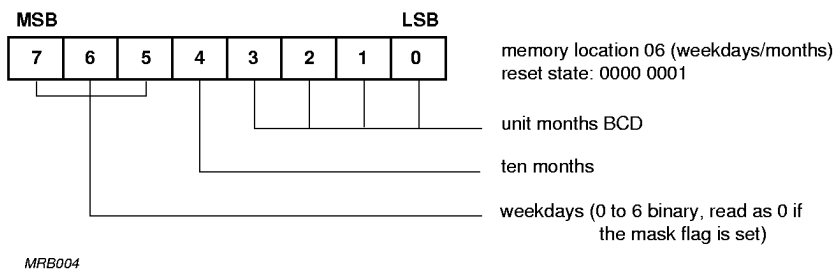 MSB LSB
7 6 5 4 3 2 1 0
memory location 06 (weekdays/months)
reset state: 0000 0001
unit months BCD
ten months
weekdays (0 to 6 binary, read as 0 if
the mask flag is set)
MRB004